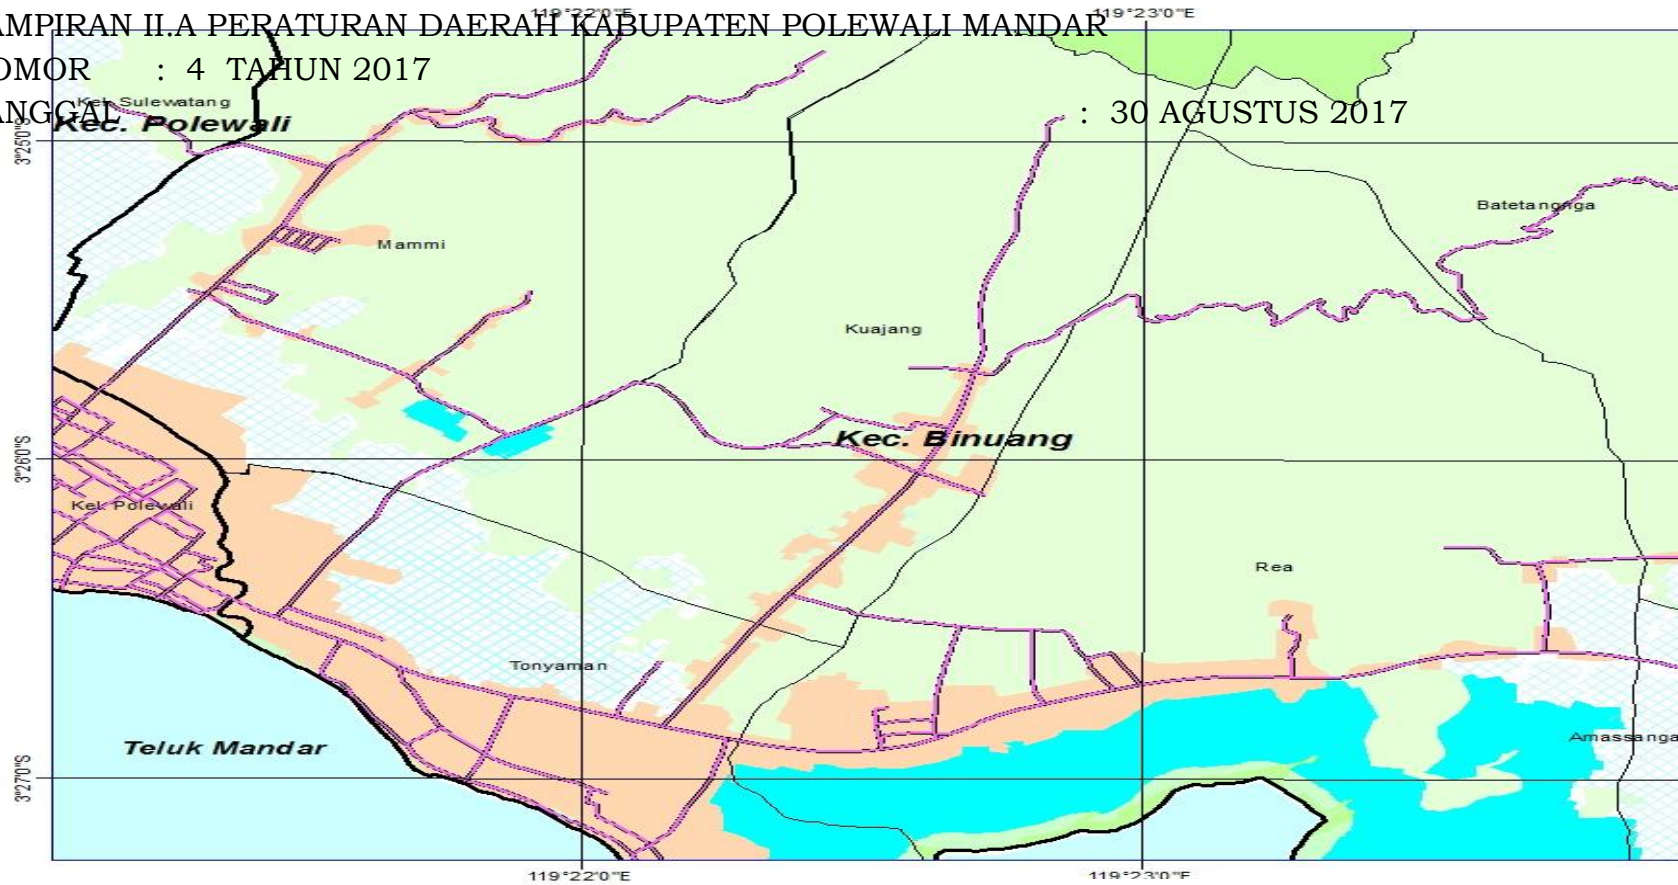 AMPIRAN II.A PERATURAN DAERAH KABUPATEN POLEWALI MANDAR
OMOR : 4 TAHUN 2017
ANGGAL : 30 AGUSTUS 2017
119°22'0"E 119°23'0"E
Kel. Sulewatang
Kec. Polewali
3°25'0"S
Batetangnga
Mammi
Kuajang
Kec. Binuang
3°26'0"S
Kel. Polewali
Rea
Tonyaman
Teluk Mandar
Amassanga
3°27'0"S
119°22'0"E 119°23'0"E